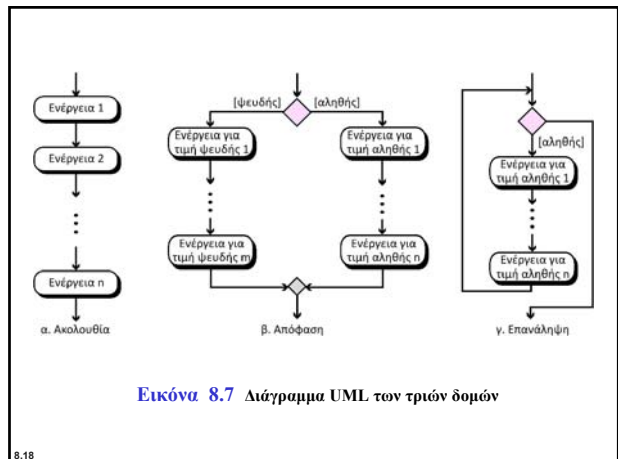 Ενέργεια 1
Ενέργεια 2
Ενέργεια n
α. Ακολουθία
[ψευδής]
[αληθής]
Ενέργεια για
τιμή ψευδής 1
Ενέργεια για
τιμή αληθής 1
Ενέργεια για
τιμή ψευδής m
Ενέργεια για
τιμή αληθής n
β. Απόφαση
[αληθής]
Ενέργεια για
τιμή αληθής 1
Ενέργεια για
τιμή αληθής n
γ. Επανάληψη
Εικόνα 8.7 Διάγραμμα UML των τριών δομών
8.18